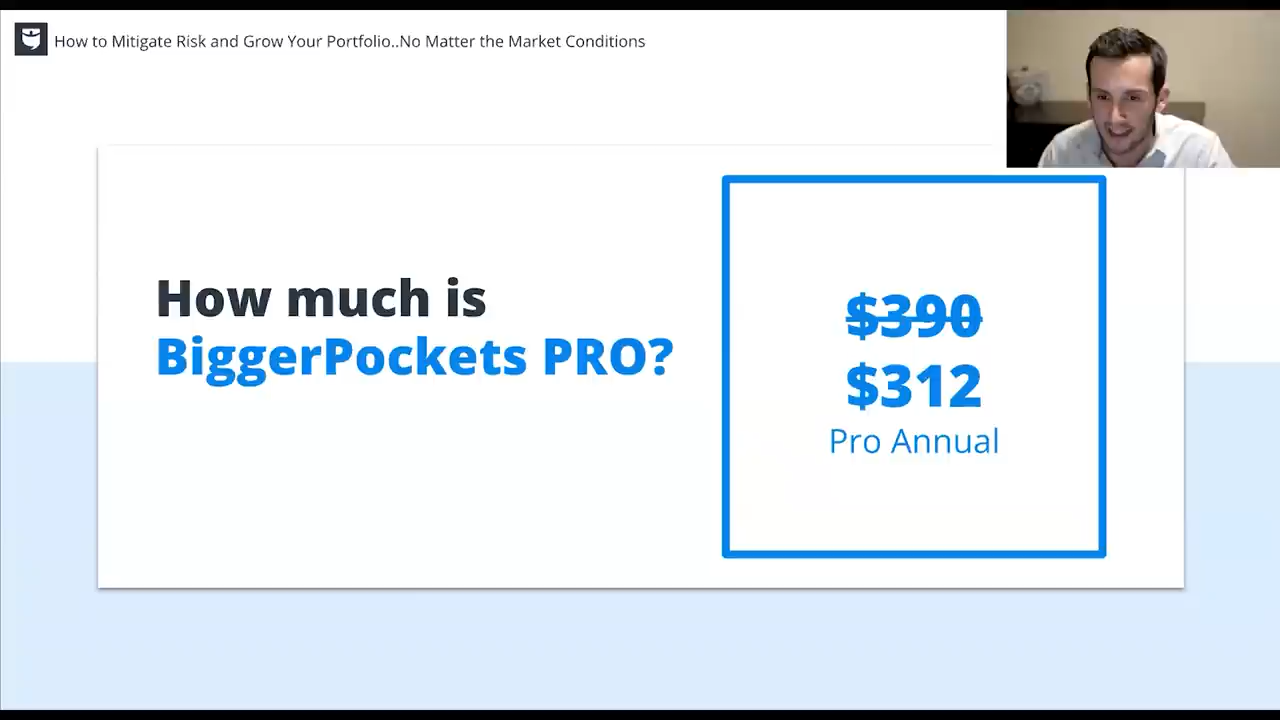 How to Mitigate Risk and Grow Your Portfolio..No Matter the Market Conditions
How much is
BiggerPockets PRO?
$390
$312
Pro Annual